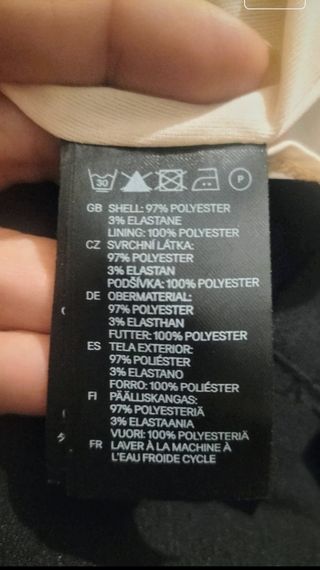 30
P
GB SHELL: 97% POLYESTER
3% ELASTANE
LINING: 100% POLYESTER
CZ SVRCHNÍ LÁTKA:
97% POLYESTER
3% ELASTAN
PODŠÍVKA: 100% POLYESTER
DE OBERMATERIAL:
97% POLYESTER
3% ELASTHAN
FUTTER: 100% POLYESTER
ES TELA EXTERIOR:
97% POLIÉSTER
3% ELASTANO
FORRO: 100% POLIÉSTER
FI PÄÄLLISKANGAS:
97% POLYESTERIÄ
3% ELASTAANIA
VUORI: 100% POLYESTERIÄ
FR LAVER À LA MACHINE À
L'EAU FROIDE CYCLE